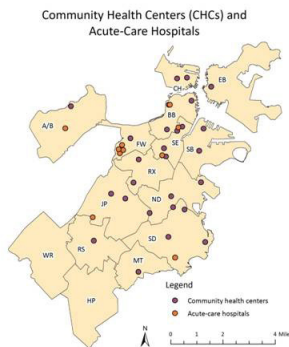 Community Health Centers (CHCs) and
Acute-Care Hospitals
CH
EB
BB
A/B
FW
SE
SB
RX
ND
JP
RS
SD
WR
MT
HP
Legend
Community health centers
Acute-care hospitals
N
0 1 2 4 Mile